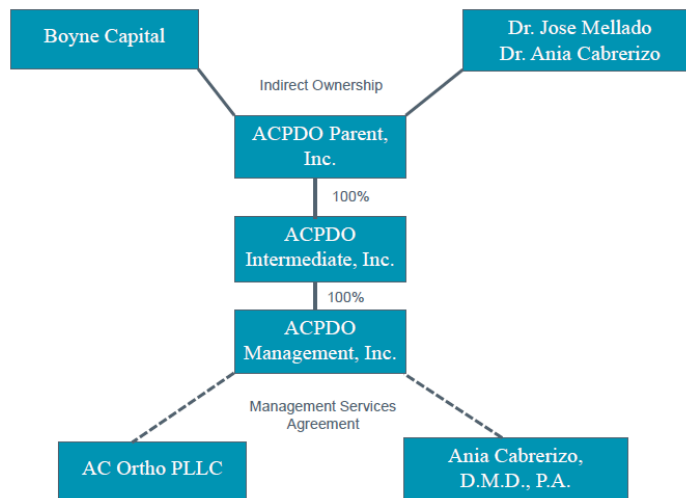 Boyne Capital
Dr. Jose Mellado
Dr. Ania Cabrerizo
Indirect Ownership
ACPDO Parent,
Inc.
100%
ACPDO
Intermediate, Inc.
100%
ACPDO
Management, Inc.
Management Services
Agreement
AC Ortho PLLC
Ania Cabrerizo,
D.M.D., P.A.